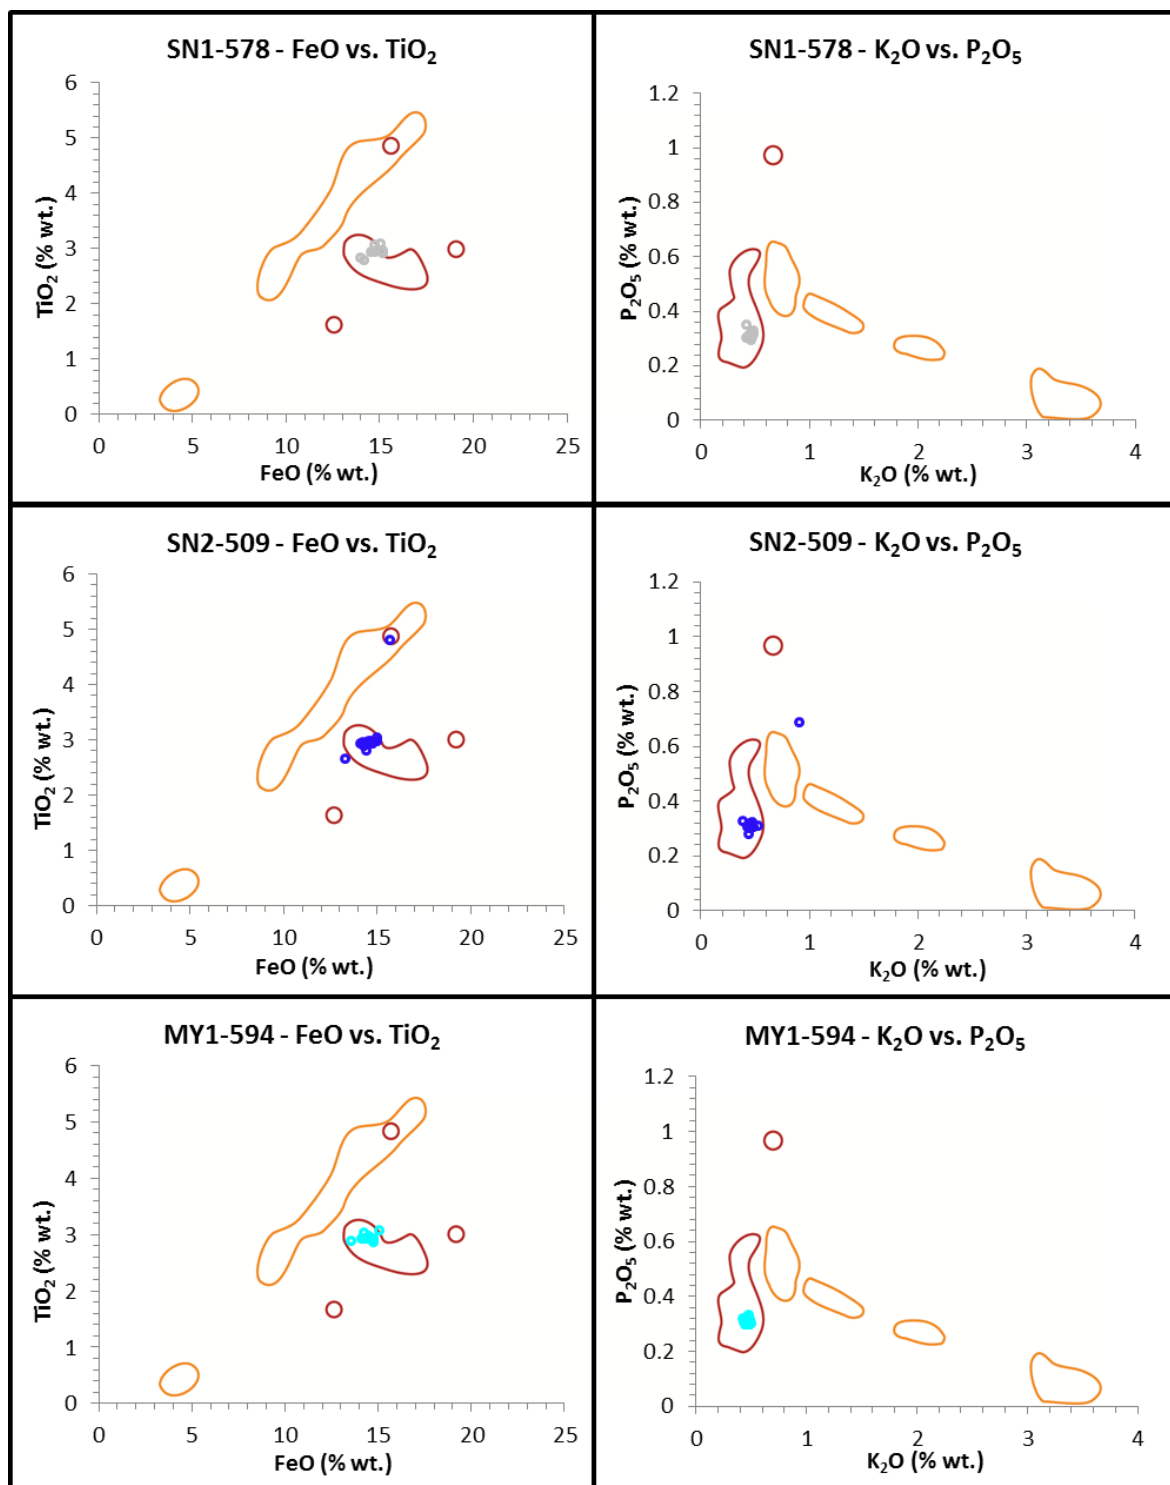 SN1-578 - FeO vs. TiO₂
6
5
4
3
2
1
0
0 5 10 15 20 25
TiO₂ (% wt.)
FeO (% wt.)
SN1-578 - K₂O vs. P₂O₅
1.2
1
0.8
0.6
0.4
0.2
0
0 1 2 3 4
P₂O₅ (% wt.)
K₂O (% wt.)
SN2-509 - FeO vs. TiO₂
6
5
4
3
2
1
0
0 5 10 15 20 25
TiO₂ (% wt.)
FeO (% wt.)
SN2-509 - K₂O vs. P₂O₅
1.2
1
0.8
0.6
0.4
0.2
0
0 1 2 3 4
P₂O₅ (% wt.)
K₂O (% wt.)
MY1-594 - FeO vs. TiO₂
6
5
4
3
2
1
0
0 5 10 15 20 25
TiO₂ (% wt.)
FeO (% wt.)
MY1-594 - K₂O vs. P₂O₅
1.2
1
0.8
0.6
0.4
0.2
0
0 1 2 3 4
P₂O₅ (% wt.)
K₂O (% wt.)